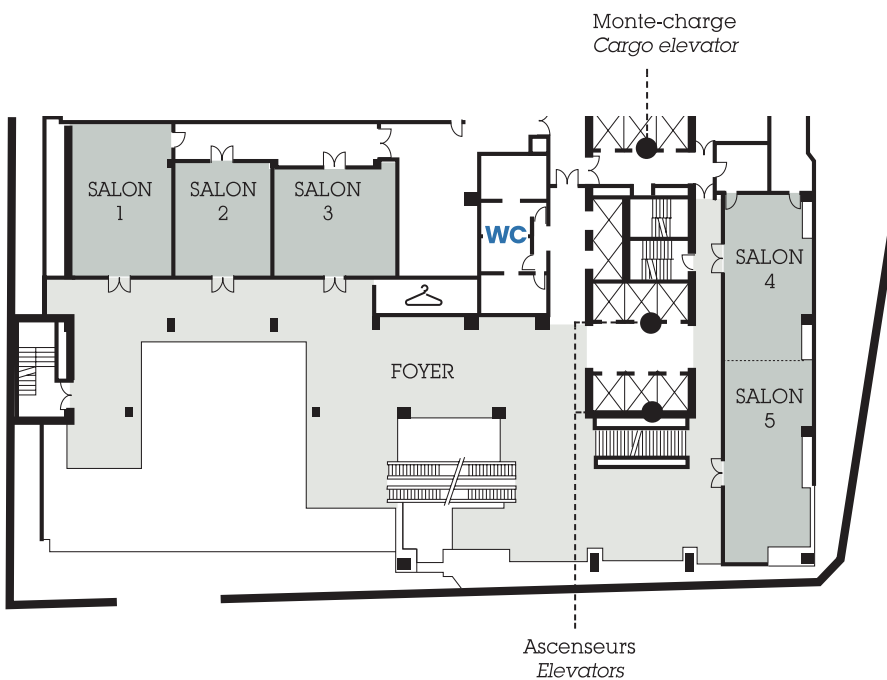 Monte-charge
Cargo elevator
SALON
1
SALON
2
SALON
3
WC
SALON
4
FOYER
SALON
5
Ascenseurs
Elevators